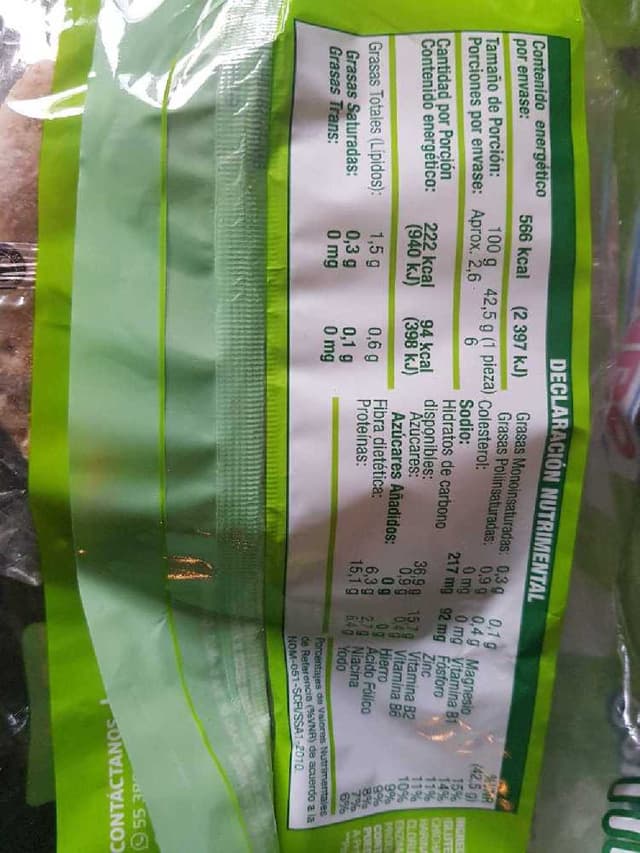 DECLARACIÓN NUTRIMENTAL
Contenido energético
por envase: 566 kcal (2 397 kJ)
Tamaño de Porción: 100 g 42,5 g (1 pieza)
Porciones por envase: Aprox. 2,6 6
Cantidad por Porción
Contenido energético: 222 kcal 94 kcal
(940 kJ) (398 kJ)
Grasas Totales (Lípidos): 1,5 g 0,6 g
Grasas Saturadas: 0,3 g 0,1 g
Grasas Trans: 0 mg 0 mg
Grasas Monoinsaturadas: 0,3 g 0,1 g
Grasas Poliinsaturadas: 0,9 g 0,4 g
Colesterol: 0 mg 0 mg
Sodio: 217 mg 92 mg
Hidratos de carbono
disponibles: 36,9 g 15,7 g
Azúcares: 0,9 g 0,4 g
Azúcares Añadidos: 0 g 0 g
Fibra dietética: 6,3 g 2,7 g
Proteínas: 15,1 g 6,4 g
(42,5 g)
Magnesio 15%
Vitamina B1 14%
Fósforo 11%
Zinc 11%
Vitamina B2 10%
Vitamina B6 9%
Hierro 9%
Ácido Fólico 8%
Niacina 7%
Yodo 6%
Porcentajes de Valores Nutrimentales
de Referencia (%VNR) de acuerdo a la
NOM-051-SCFI/SSA1-2010.
CONTÁCTANOS
55